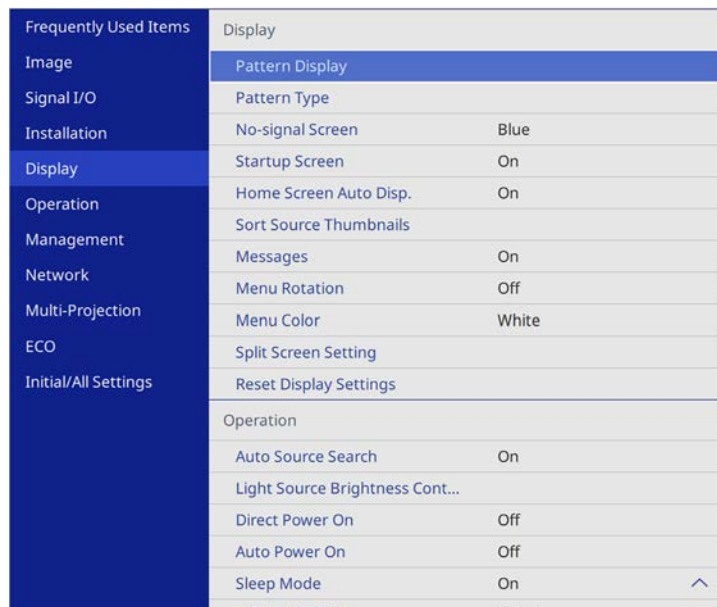 Frequently Used Items
Image
Signal I/O
Installation
Display
Operation
Management
Network
Multi-Projection
ECO
Initial/All Settings
Display
Pattern Display
Pattern Type
No-signal Screen Blue
Startup Screen On
Home Screen Auto Disp. On
Sort Source Thumbnails
Messages On
Menu Rotation Off
Menu Color White
Split Screen Setting
Reset Display Settings
Operation
Auto Source Search On
Light Source Brightness Cont...
Direct Power On Off
Auto Power On Off
Sleep Mode On